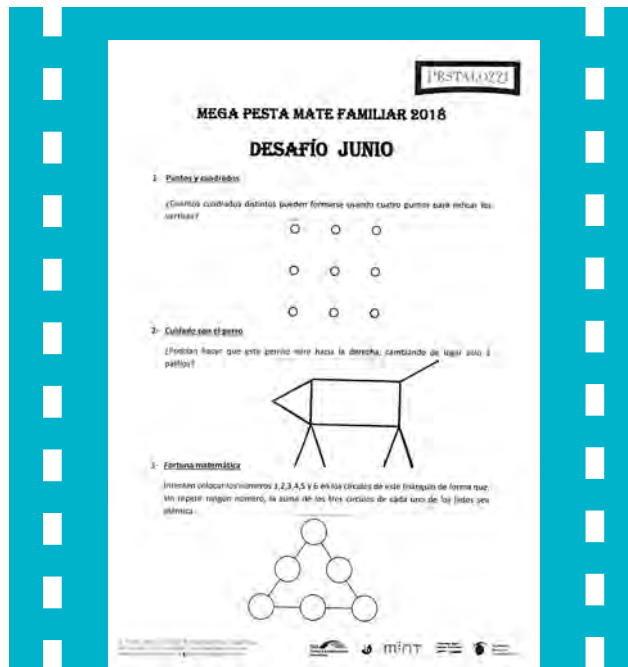 PESTALOZZI
MEGA PESTA MATE FAMILIAR 2018
DESAFÍO JUNIO
1- Puntos y cuadrados
¿Cuántos cuadrados distintos pueden formarse usando cuatro puntos para indicar los
vértices?
2- Cuidado con el perro
¿Podrían hacer que este perrito mire hacia la derecha, cambiando de lugar solo 2
palitos?
3- Fortuna matemática
Intenten colocar los números 1,2,3,4,5 y 6 en los círculos de este triángulo de forma que,
sin repetir ningún número, la suma de los tres círculos de cada uno de los lados sea
idéntica.
mint